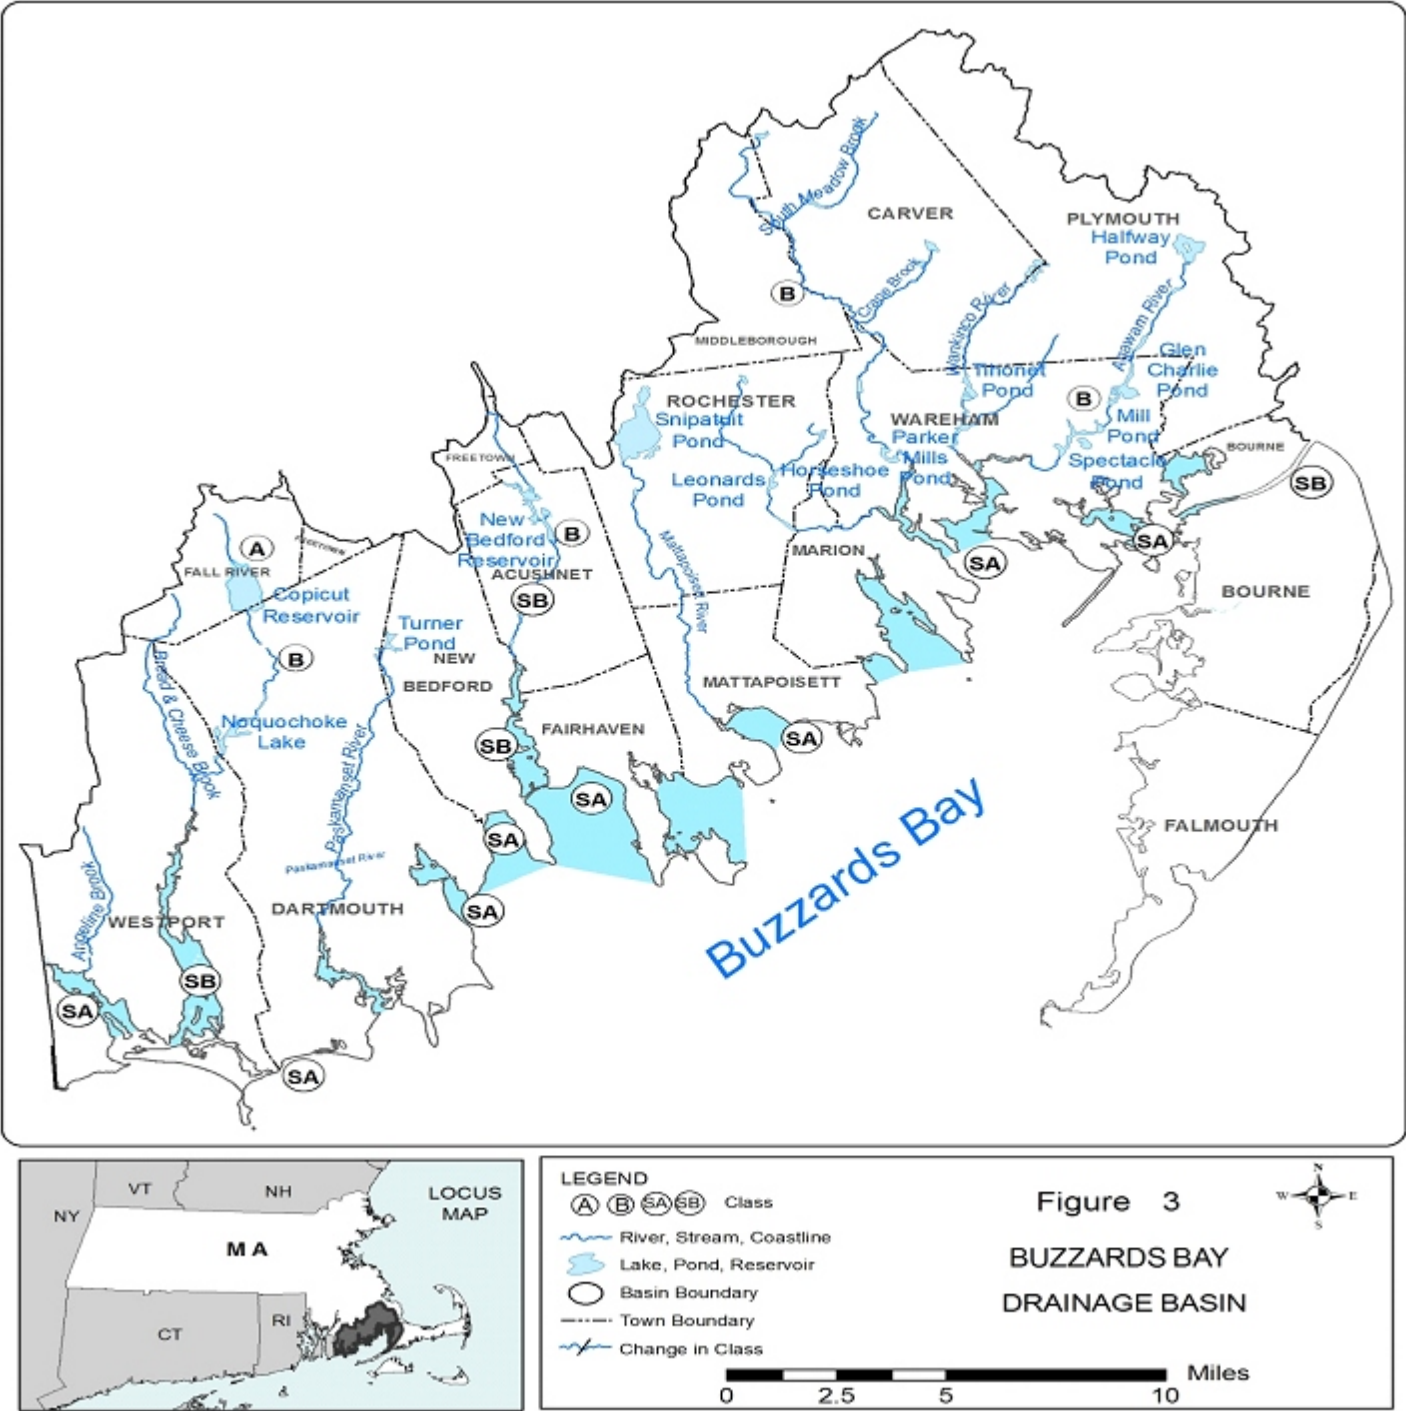 South Meadow Brook
CARVER
PLYMOUTH
Halfway
Pond
B
Crane Brook
Wankinco River
Agawam River
MIDDLEBOROUGH
Glen
Charlie
Pond
Tihonet
Pond
B
ROCHESTER
Snipatuit
Pond
WAREHAM
Mill
Pond
Parker
Mills
Pond
BOURNE
FREETOWN
Spectacle
Pond
Leonards
Pond
Horseshoe
Pond
SB
New
Bedford
Reservoir
B
SA
MARION
A
FREETOWN
Mattapoisett River
SA
FALL RIVER
ACUSHNET
Copicut
Reservoir
SB
BOURNE
Turner
Pond
B
NEW
BEDFORD
Bread & Cheese Brook
MATTAPOISETT
Noquochoke
Lake
FAIRHAVEN
SB
SA
Paskamanset River
SA
Buzzards Bay
FALMOUTH
SA
Paskamanset River
Angeline Brook
WESTPORT
DARTMOUTH
SA
SB
SA
SA
NY
VT
NH
LOCUS
MAP
MA
CT
RI
LEGEND
A B SA SB Class
River, Stream, Coastline
Lake, Pond, Reservoir
Basin Boundary
Town Boundary
Change in Class
Figure 3
BUZZARDS BAY
DRAINAGE BASIN
N
W E
S
Miles
0 2.5 5 10